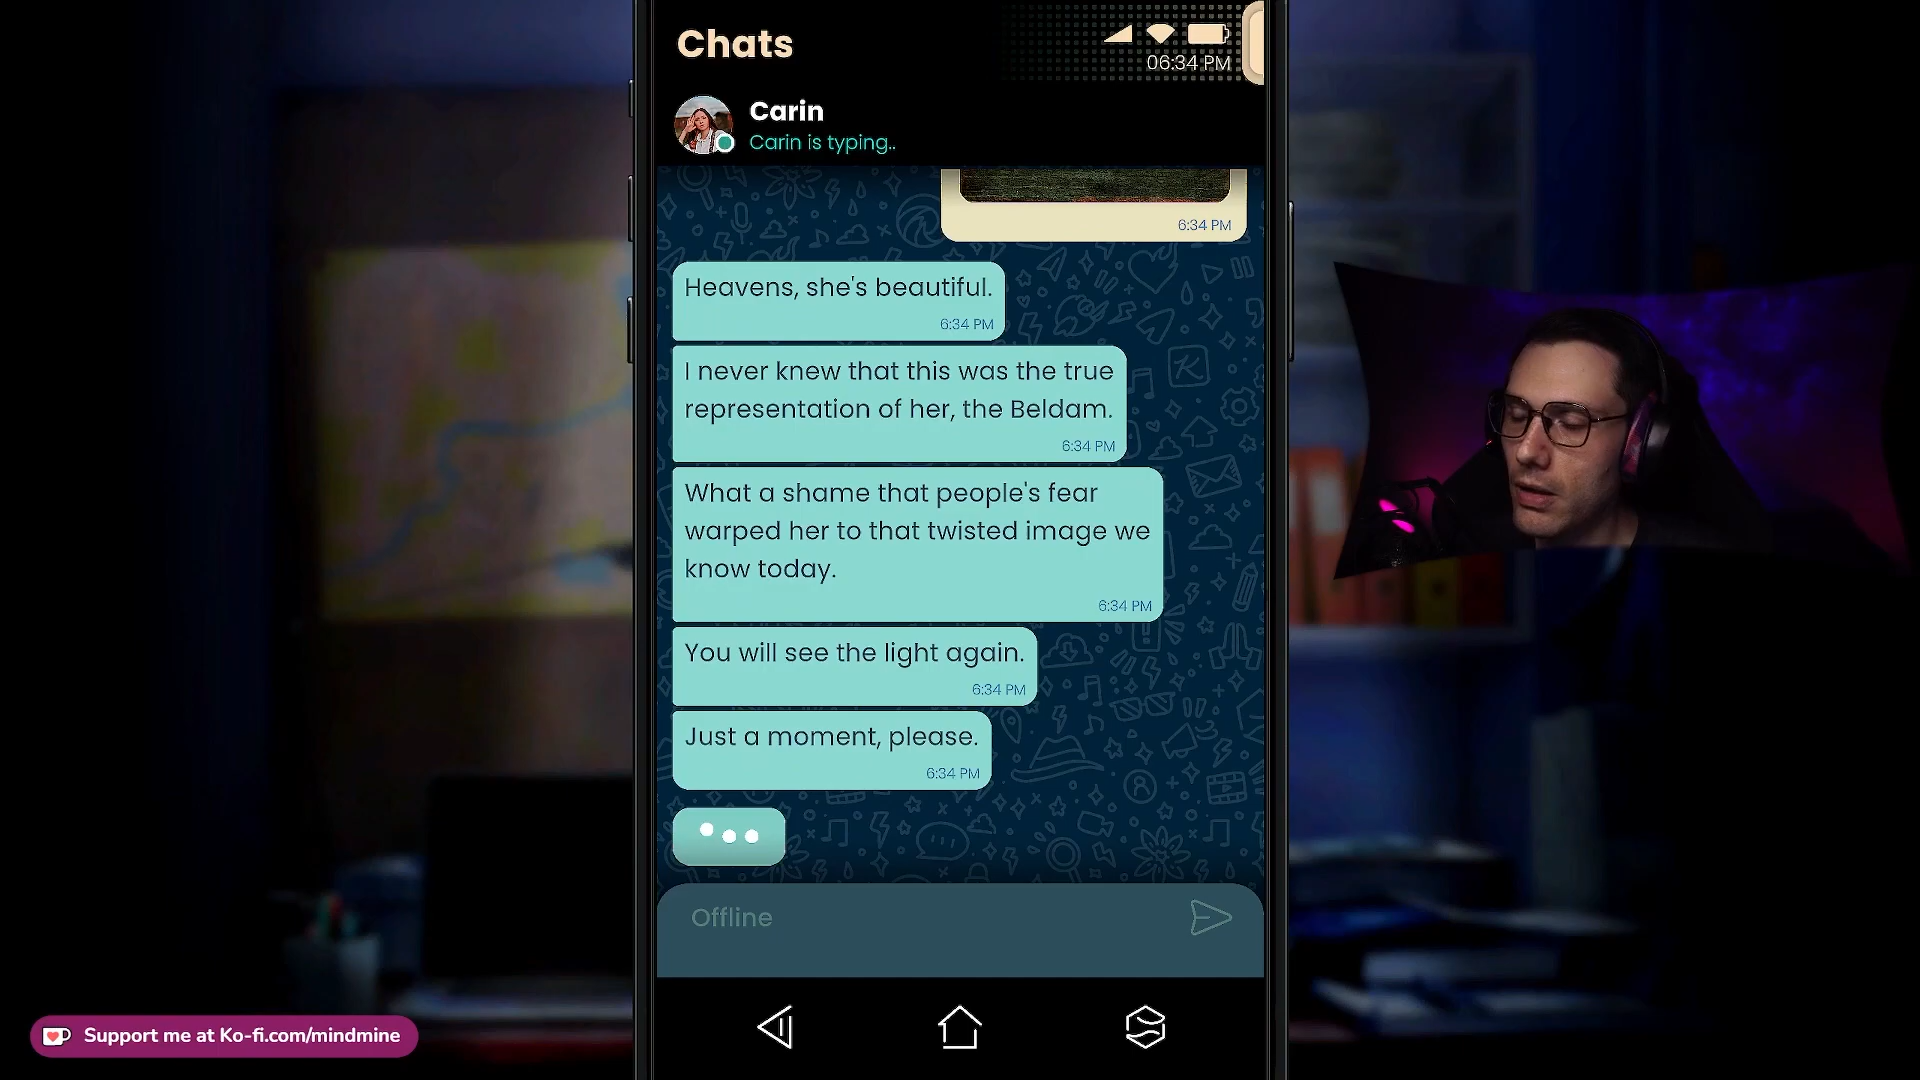 Chats
06:34 PM
Carin
Carin is typing..
6:34 PM
Heavens, she's beautiful.
6:34 PM
I never knew that this was the true
representation of her, the Beldam.
6:34 PM
What a shame that people's fear
warped her to that twisted image we
know today.
6:34 PM
You will see the light again.
6:34 PM
Just a moment, please.
6:34 PM
Offline
Support me at Ko-fi.com/mindmine